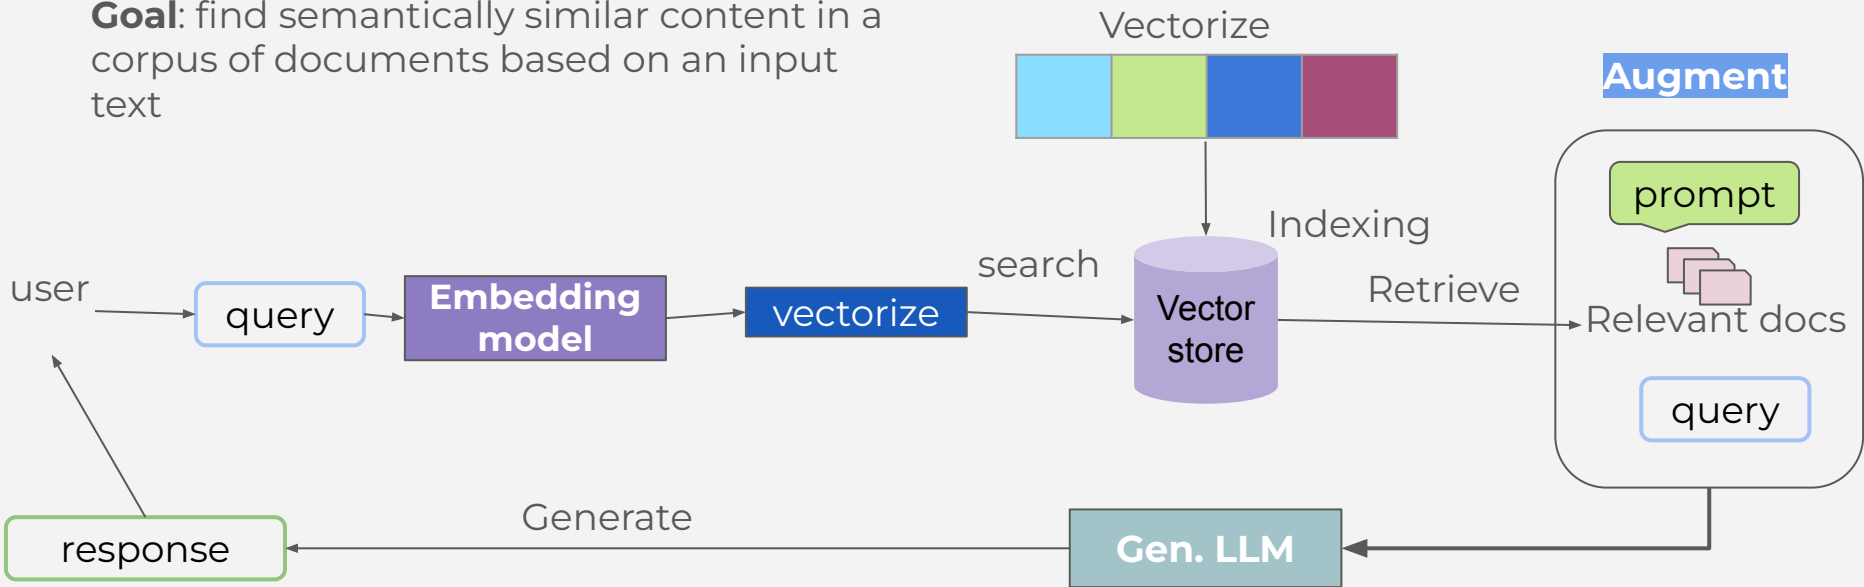 Goal: find semantically similar content in a
corpus of documents based on an input
text
Vectorize
Augment
prompt
Indexing
search
user
query
Embedding
model
vectorize
Vector
store
Retrieve
Relevant docs
query
Generate
response
Gen. LLM